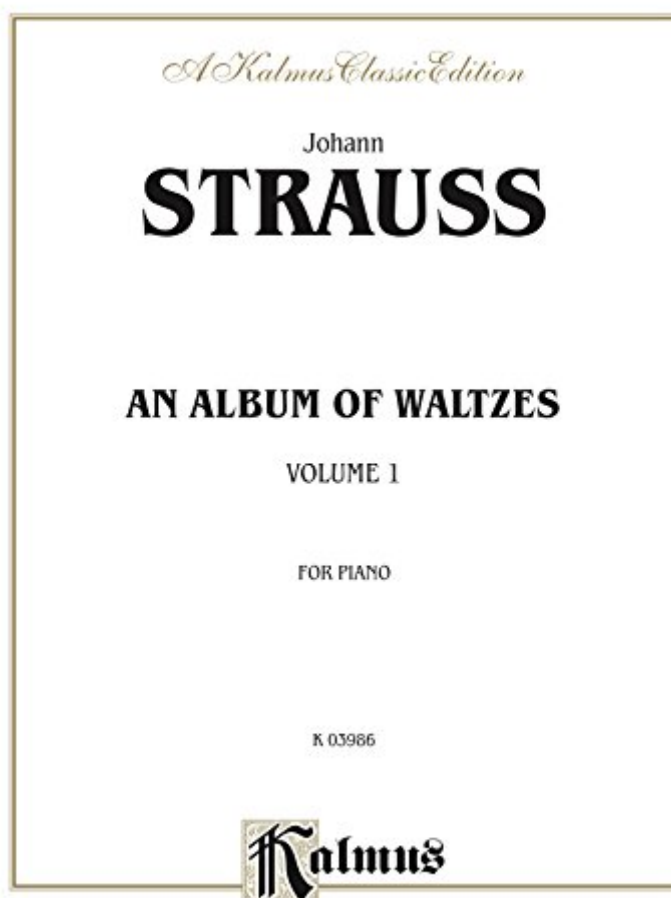 A Kalmus Classic Edition
Johann
STRAUSS
AN ALBUM OF WALTZES
VOLUME 1
FOR PIANO
K 03986
Kalmus